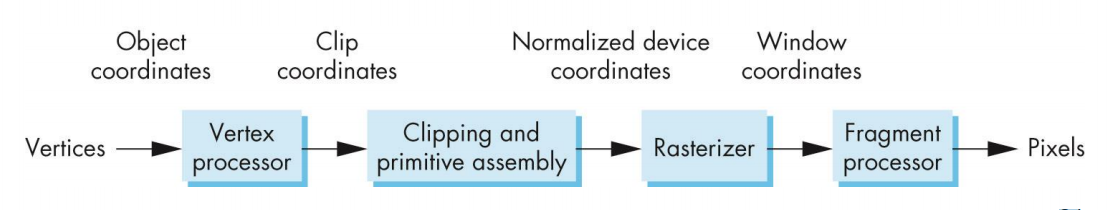 Object
coordinates
Clip
coordinates
Normalized device
coordinates
Window
coordinates
Vertices
Vertex
processor
Clipping and
primitive assembly
Rasterizer
Fragment
processor
Pixels